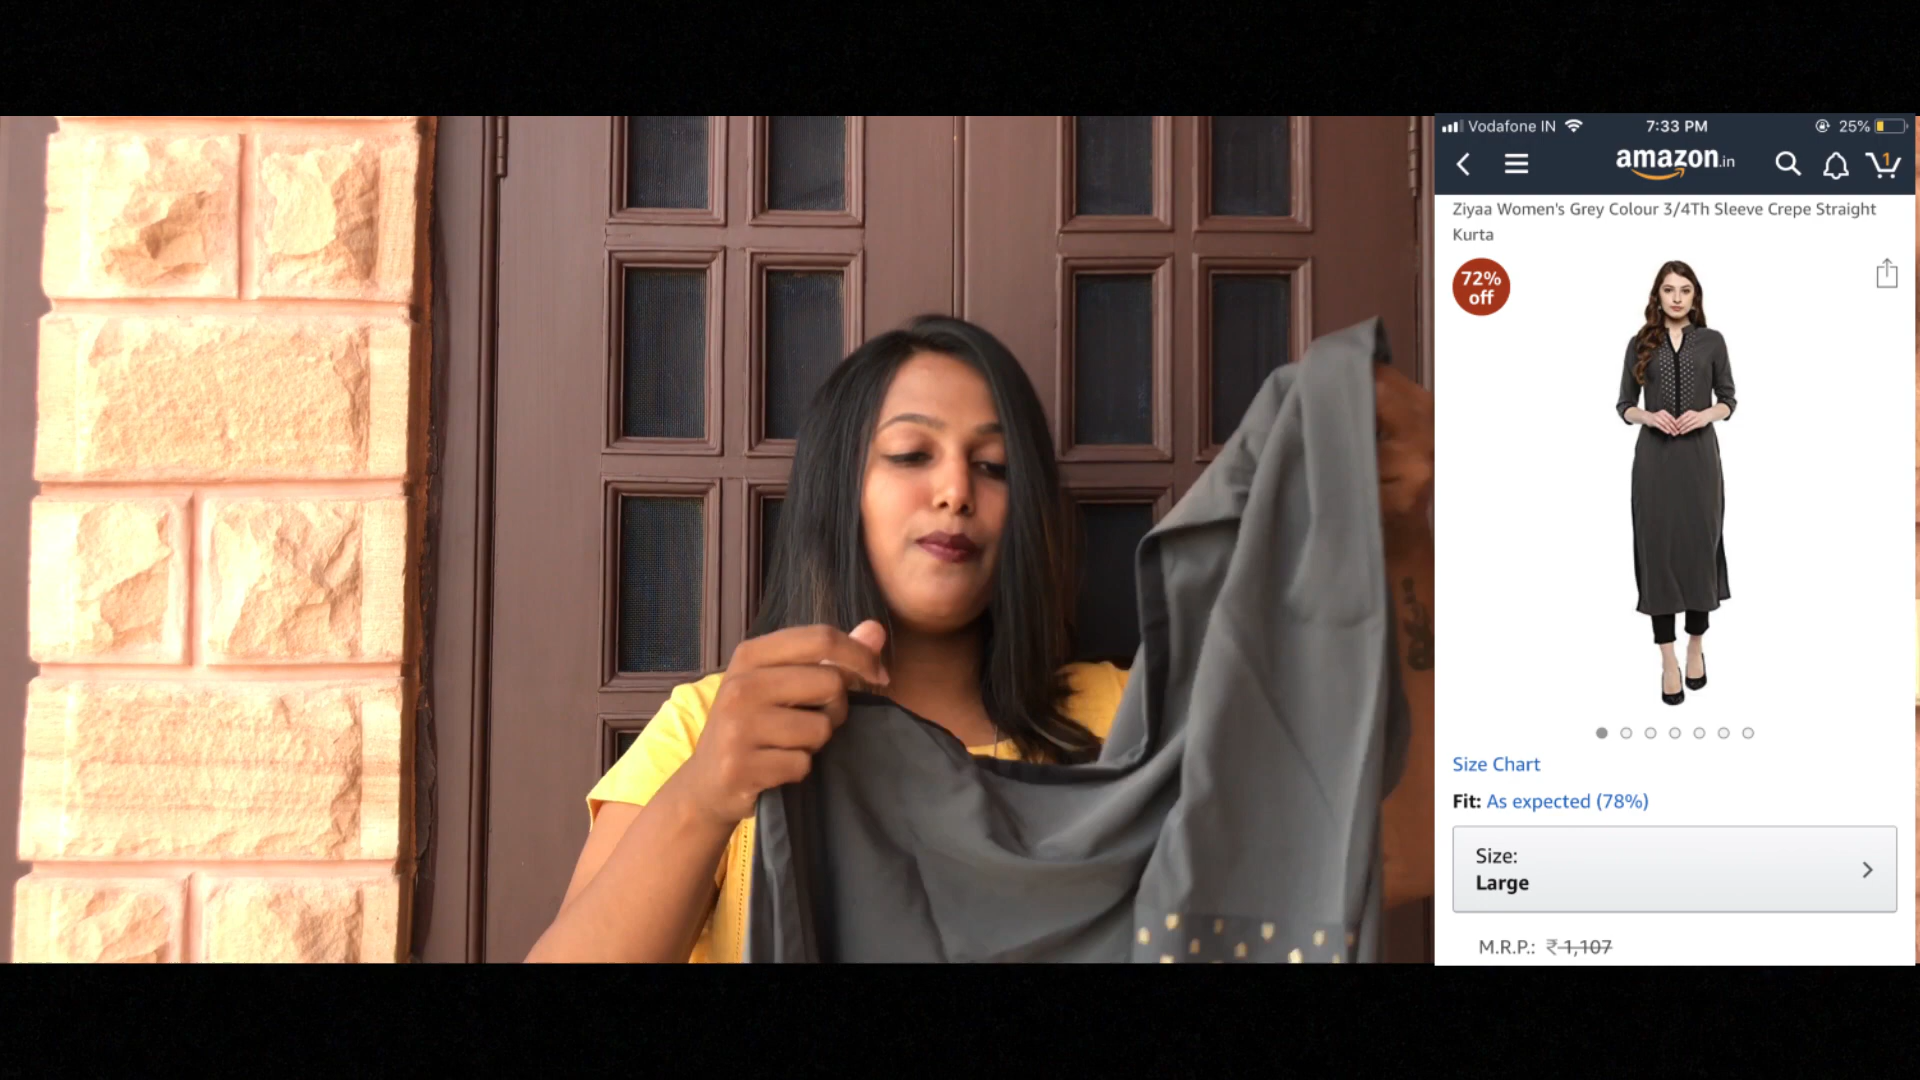 Vodafone IN
7:33 PM
25%
amazon.in
1
Ziyaa Women's Grey Colour 3/4Th Sleeve Crepe Straight
Kurta
72%
off
Size Chart
Fit: As expected (78%)
Size:
Large
M.R.P.: ₹ 1,107